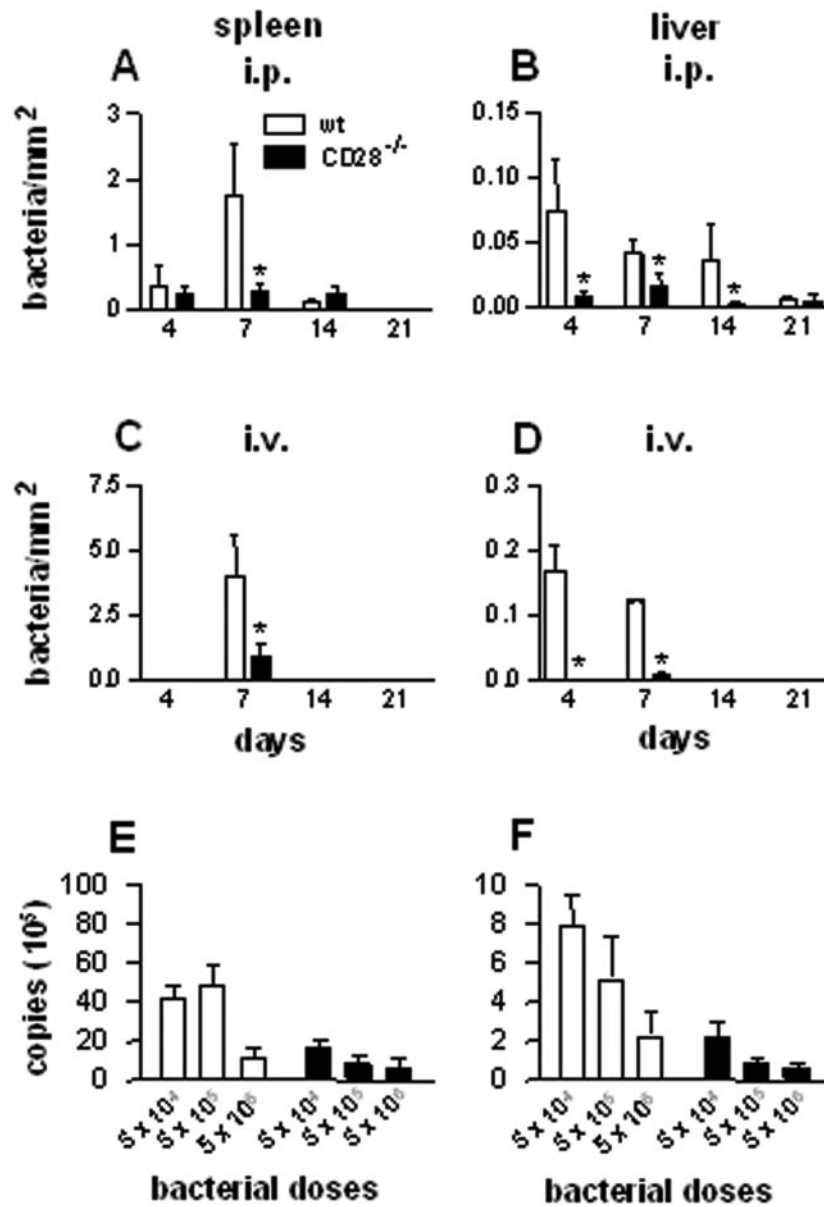 spleen
liver
A
i.p.
B
i.p.
bacteria/mm²
3
2
1
0
wt
CD28-/-
*
4
7
14
21
0.15
0.10
0.05
0.00
*
*
*
4
7
14
21
C
i.v.
D
i.v.
bacteria/mm²
7.5
5.0
2.5
0.0
*
4
7
14
21
days
0.3
0.2
0.1
0.0
*
*
4
7
14
21
days
E
F
copies (10⁵)
100
80
60
40
20
0
5 x 10⁴
5 x 10⁵
5 x 10⁶
5 x 10⁴
5 x 10⁵
5 x 10⁶
bacterial doses
10
8
6
4
2
0
5 x 10⁴
5 x 10⁵
5 x 10⁶
5 x 10⁴
5 x 10⁵
5 x 10⁶
bacterial doses